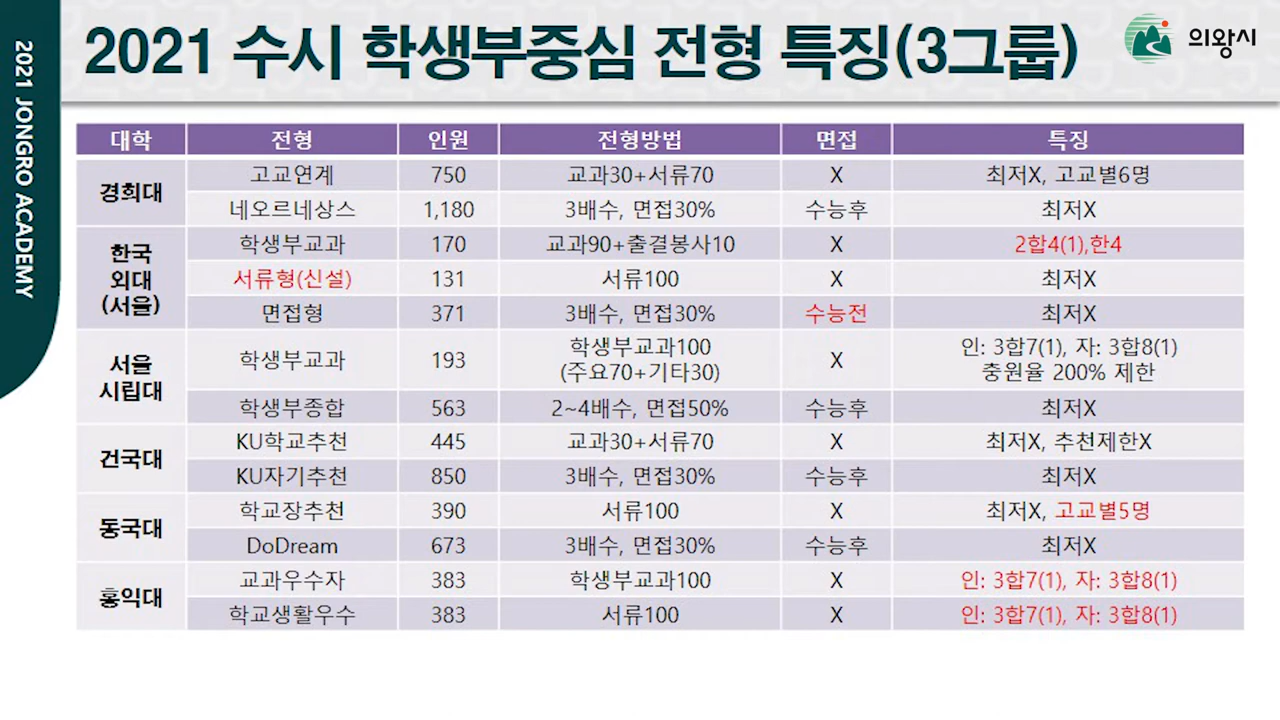 2021 수시 학생부중심 전형 특징(3그룹)
의왕시
2021 JONGRO ACADEMY
대학 전형 인원 전형방법 면접 특징
경희대 고교연계 750 교과30+서류70 X 최저X, 고교별6명
네오르네상스 1,180 3배수, 면접30% 수능후 최저X
한국
외대
(서울)
학생부교과 170 교과90+출결봉사10 X 2합4(1),한4
서류형(신설) 131 서류100 X 최저X
면접형 371 3배수, 면접30% 수능전 최저X
서울
시립대
학생부교과 193 학생부교과100
(주요70+기타30)
X 인: 3합7(1), 자: 3합8(1)
충원율 200% 제한
학생부종합 563 2~4배수, 면접50% 수능후 최저X
건국대 KU학교추천 445 교과30+서류70 X 최저X, 추천제한X
KU자기추천 850 3배수, 면접30% 수능후 최저X
동국대 학교장추천 390 서류100 X 최저X, 고교별5명
DoDream 673 3배수, 면접30% 수능후 최저X
홍익대 교과우수자 383 학생부교과100 X 인: 3합7(1), 자: 3합8(1)
학교생활우수 383 서류100 X 인: 3합7(1), 자: 3합8(1)